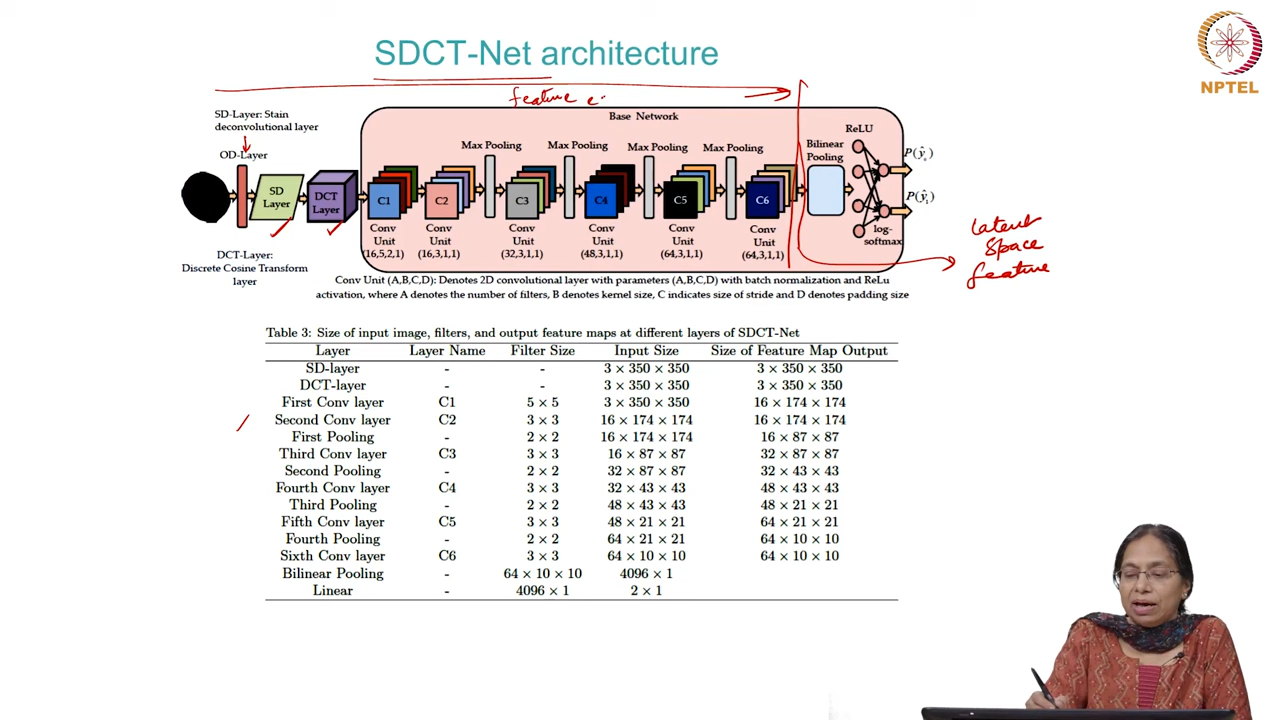 SDCT-Net architecture
NPTEL
feature e
SD-Layer: Stain
deconvolutional layer
OD-Layer
SD
Layer
DCT
Layer
DCT-Layer:
Discrete Cosine Transform
layer
Base Network
Max Pooling
Max Pooling
Max Pooling
Max Pooling
Bilinear
Pooling
ReLU
C1
C2
C3
C4
C5
C6
Conv
Unit
(16,5,2,1)
Conv
Unit
(16,3,1,1)
Conv
Unit
(32,3,1,1)
Conv
Unit
(48,3,1,1)
Conv
Unit
(64,3,1,1)
Conv
Unit
(64,3,1,1)
log-
softmax
latent
Space
feature
Conv Unit (A,B,C,D): Denotes 2D convolutional layer with parameters (A,B,C,D) with batch normalization and ReLu
activation, where A denotes the number of filters, B denotes kernel size, C indicates size of stride and D denotes padding size
Table 3: Size of input image, filters, and output feature maps at different layers of SDCT-Net
Layer Layer Name Filter Size Input Size Size of Feature Map Output
SD-layer - - 3 × 350 × 350 3 × 350 × 350
DCT-layer - - 3 × 350 × 350 3 × 350 × 350
First Conv layer C1 5 × 5 3 × 350 × 350 16 × 174 × 174
Second Conv layer C2 3 × 3 16 × 174 × 174 16 × 174 × 174
First Pooling - 2 × 2 16 × 174 × 174 16 × 87 × 87
Third Conv layer C3 3 × 3 16 × 87 × 87 32 × 87 × 87
Second Pooling - 2 × 2 32 × 87 × 87 32 × 43 × 43
Fourth Conv layer C4 3 × 3 32 × 43 × 43 48 × 43 × 43
Third Pooling - 2 × 2 48 × 43 × 43 48 × 21 × 21
Fifth Conv layer C5 3 × 3 48 × 21 × 21 64 × 21 × 21
Fourth Pooling - 2 × 2 64 × 21 × 21 64 × 10 × 10
Sixth Conv layer C6 3 × 3 64 × 10 × 10 64 × 10 × 10
Bilinear Pooling - 64 × 10 × 10 4096 × 1
Linear - 4096 × 1 2 × 1